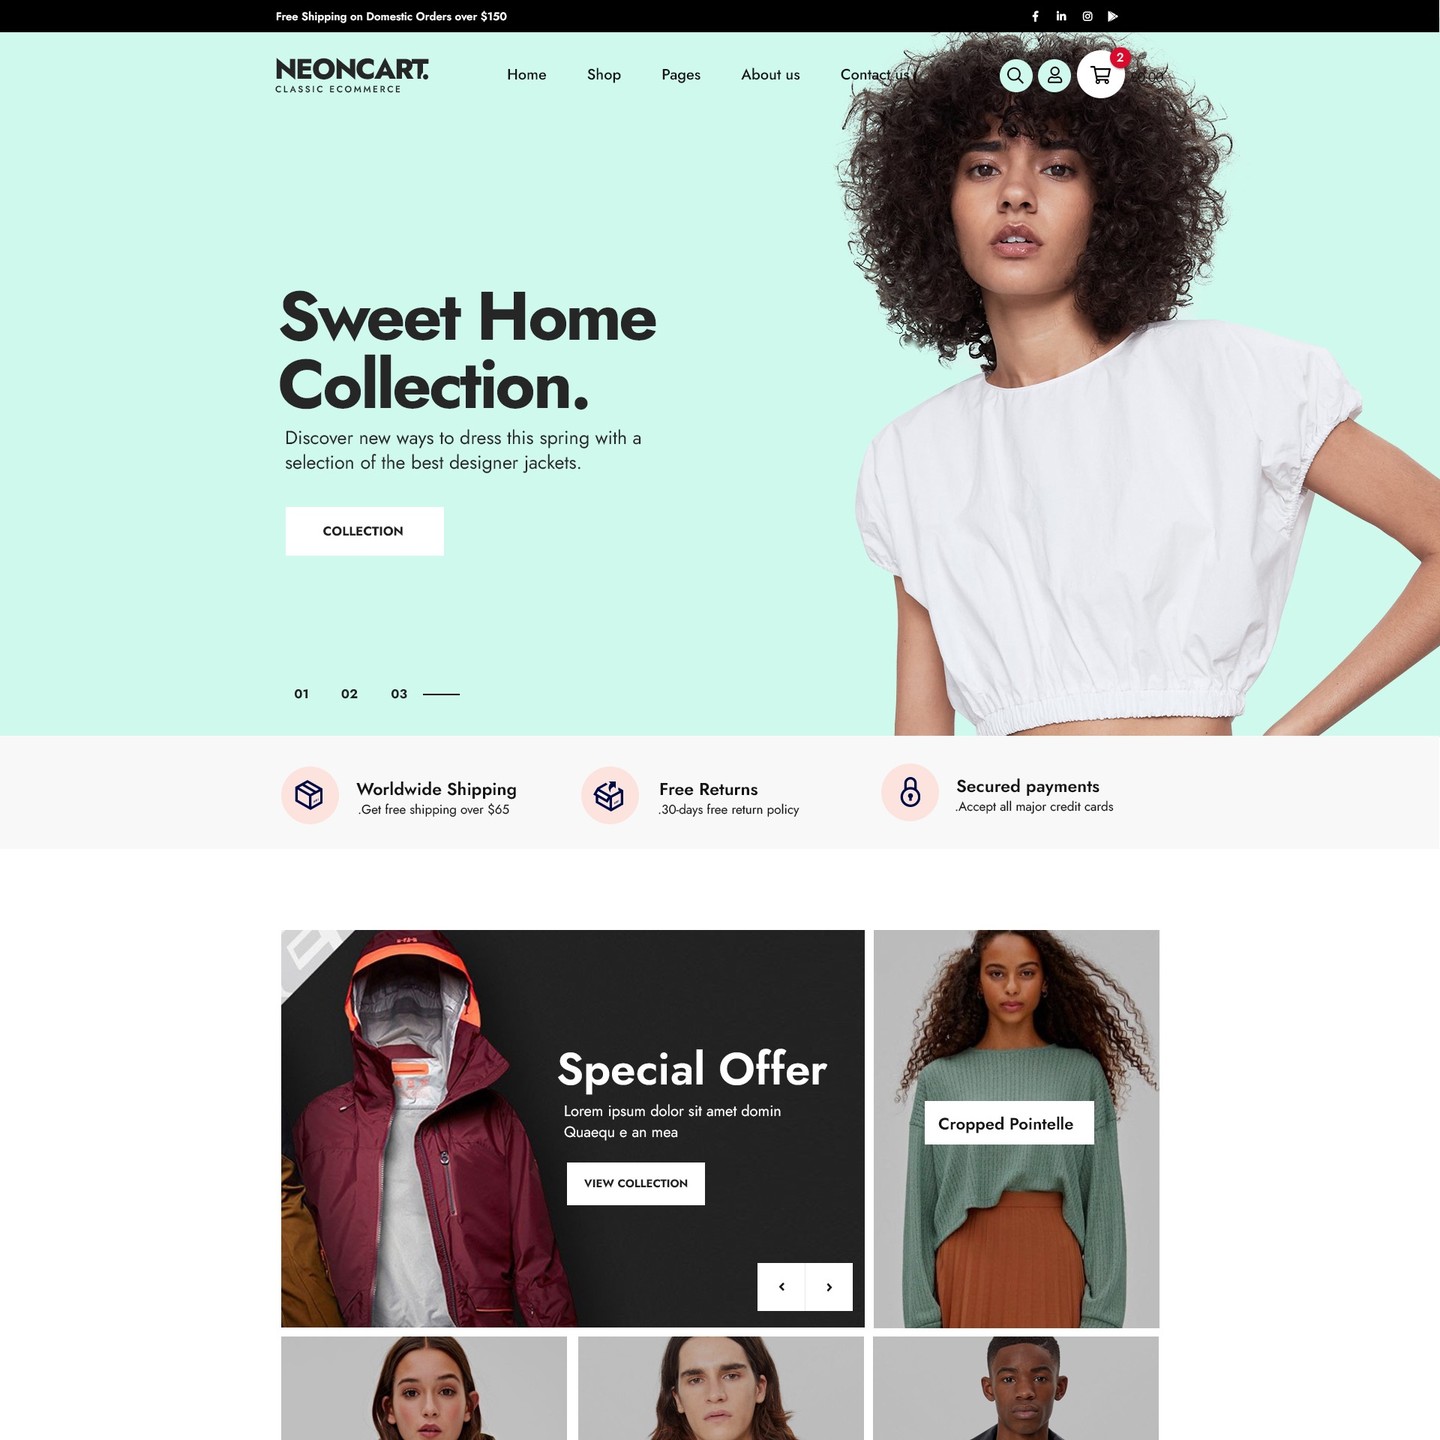 Free Shipping on Domestic Orders over $150
NEONCART.
CLASSIC ECOMMERCE
Home
Shop
Pages
About us
Contact us
2
Sweet Home
Collection.
Discover new ways to dress this spring with a
selection of the best designer jackets.
COLLECTION
01
02
03
Worldwide Shipping
.Get free shipping over $65
Free Returns
.30-days free return policy
Secured payments
.Accept all major credit cards
Special Offer
Lorem ipsum dolor sit amet domin
Quaequ e an mea
VIEW COLLECTION
Cropped Pointelle